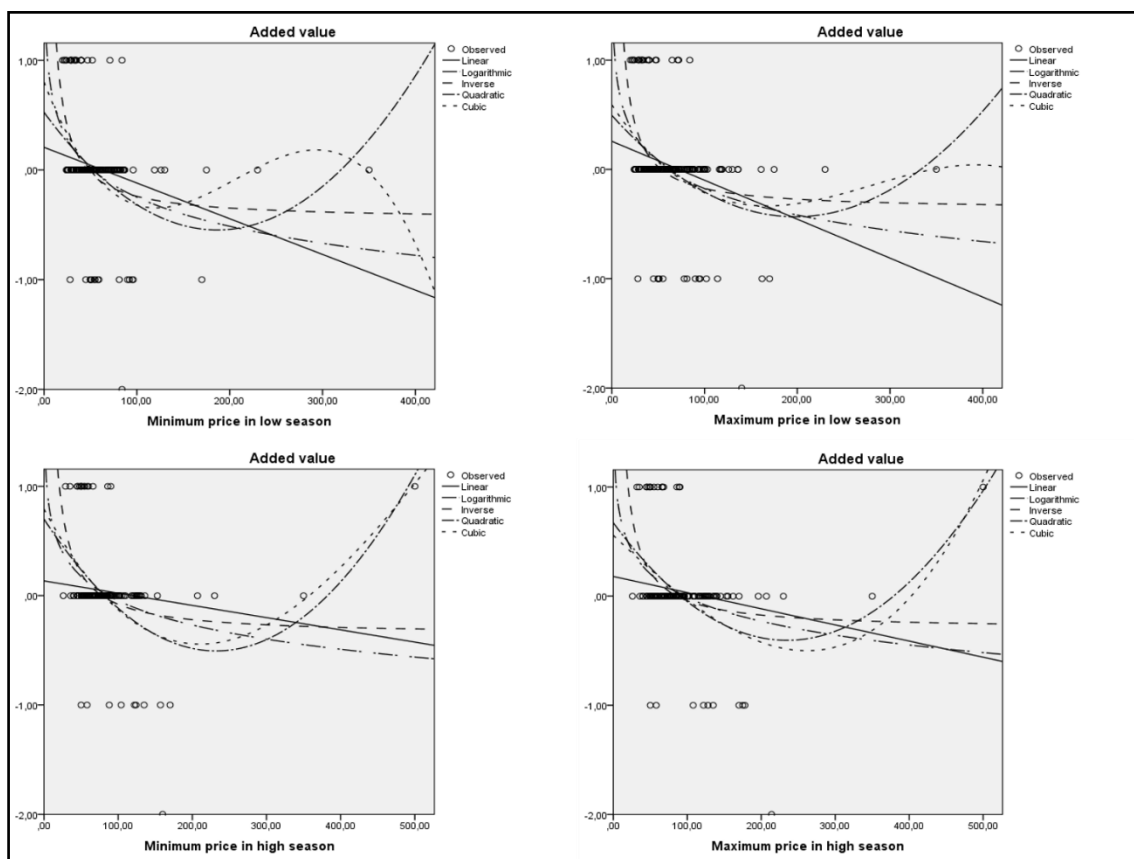 Added value
1,00
,00
-1,00
-2,00
,00
100,00
200,00
300,00
400,00
Minimum price in low season
Observed
Linear
Logarithmic
Inverse
Quadratic
Cubic
Added value
1,00
,00
-1,00
-2,00
,00
100,00
200,00
300,00
400,00
Maximum price in low season
Observed
Linear
Logarithmic
Inverse
Quadratic
Cubic
Added value
1,00
,00
-1,00
-2,00
,00
100,00
200,00
300,00
400,00
500,00
Minimum price in high season
Observed
Linear
Logarithmic
Inverse
Quadratic
Cubic
Added value
1,00
,00
-1,00
-2,00
,00
100,00
200,00
300,00
400,00
500,00
Maximum price in high season
Observed
Linear
Logarithmic
Inverse
Quadratic
Cubic